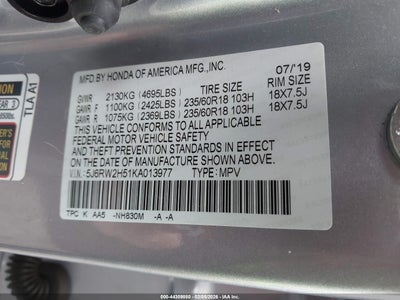 MFD BY HONDA OF AMERICA MFG.,INC. 07/'19
GVWR 2130KG (4695LBS) TIRE SIZE RIM SIZE
GAWR F 1100KG (2425LBS) 235/60R18 103H 18X7.5J
GAWR R 1075KG (2369LBS) 235/60R18 103H 18X7.5J
THIS VEHICLE CONFORMS TO ALL APPLICABLE
FEDERAL MOTOR VEHICLE SAFETY
AND THEFT PREVENTION STANDARDS IN EFFECT
ON THE DATE OF MANUFACTURE SHOWN ABOVE.
V.I.N.: 5J6RW2H51KA013977 TYPE: MPV
TPC K AA5 -NH830M -A -A
TLA A1